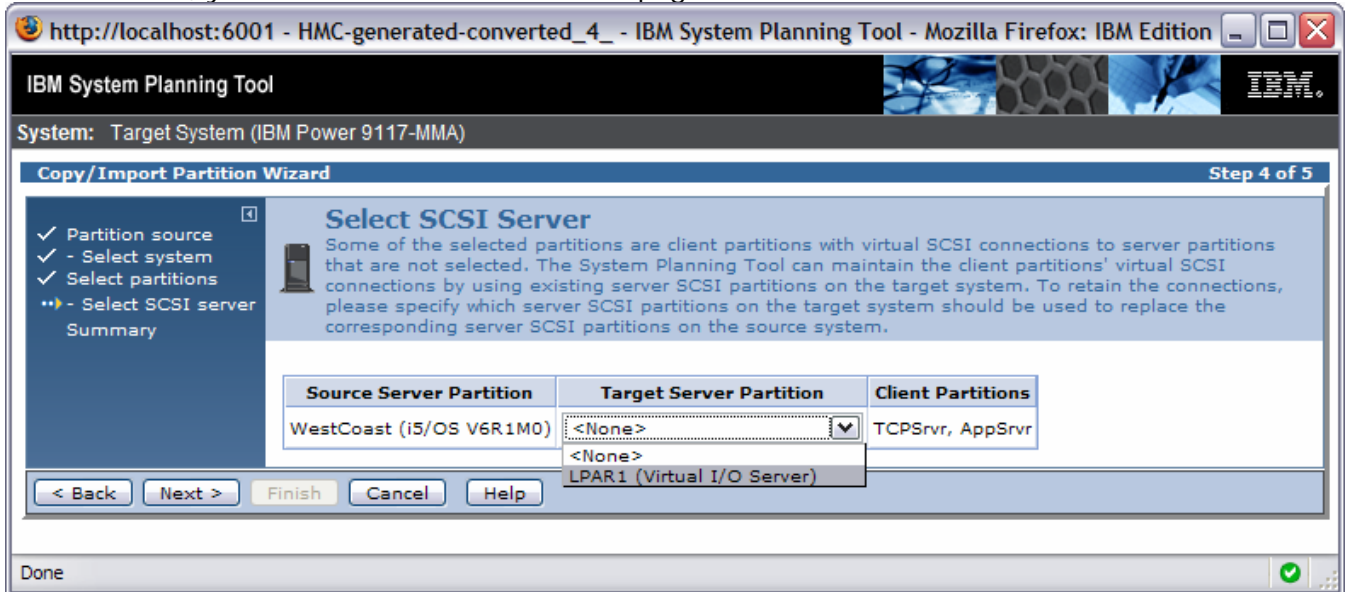 http://localhost:6001 - HMC-generated-converted_4_ - IBM System Planning Tool - Mozilla Firefox: IBM Edition
IBM System Planning Tool
IBM.
System: Target System (IBM Power 9117-MMA)
Copy/Import Partition Wizard
Step 4 of 5
Partition source
- Select system
Select partitions
- Select SCSI server
Summary
Select SCSI Server
Some of the selected partitions are client partitions with virtual SCSI connections to server partitions
that are not selected. The System Planning Tool can maintain the client partitions' virtual SCSI
connections by using existing server SCSI partitions on the target system. To retain the connections,
please specify which server SCSI partitions on the target system should be used to replace the
corresponding server SCSI partitions on the source system.
Source Server Partition
Target Server Partition
Client Partitions
WestCoast (i5/OS V6R1M0)
<None>
TCPSrvr, AppSrvr
<None>
LPAR1 (Virtual I/O Server)
< Back
Next >
Finish
Cancel
Help
Done